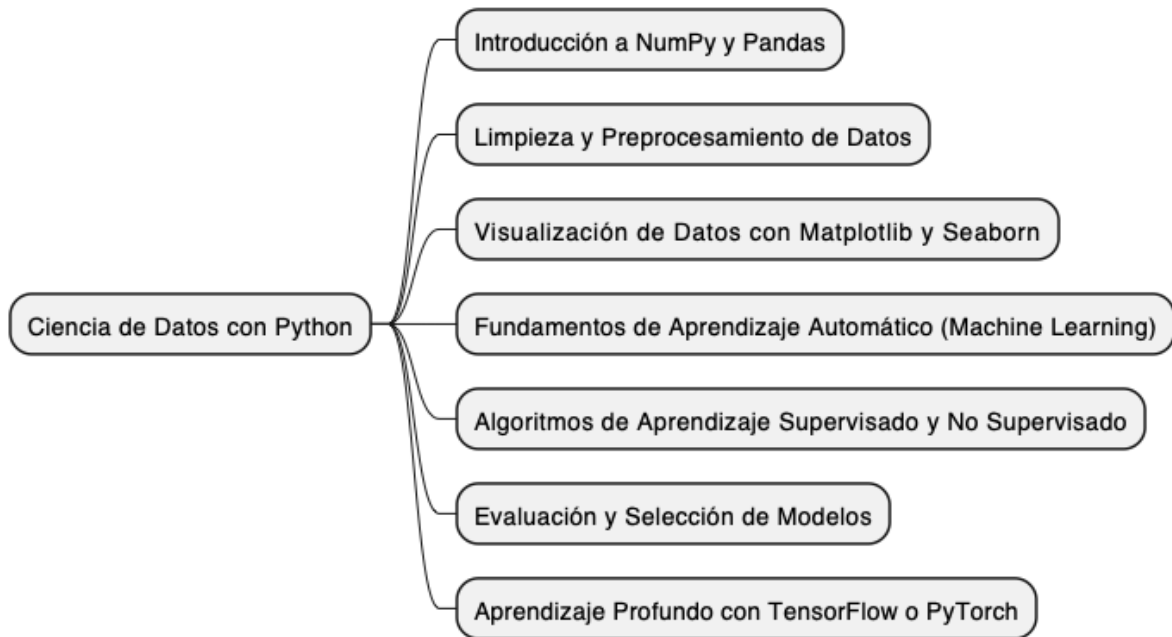 Introducción a NumPy y Pandas
Limpieza y Preprocesamiento de Datos
Visualización de Datos con Matplotlib y Seaborn
Ciencia de Datos con Python
Fundamentos de Aprendizaje Automático (Machine Learning)
Algoritmos de Aprendizaje Supervisado y No Supervisado
Evaluación y Selección de Modelos
Aprendizaje Profundo con TensorFlow o PyTorch